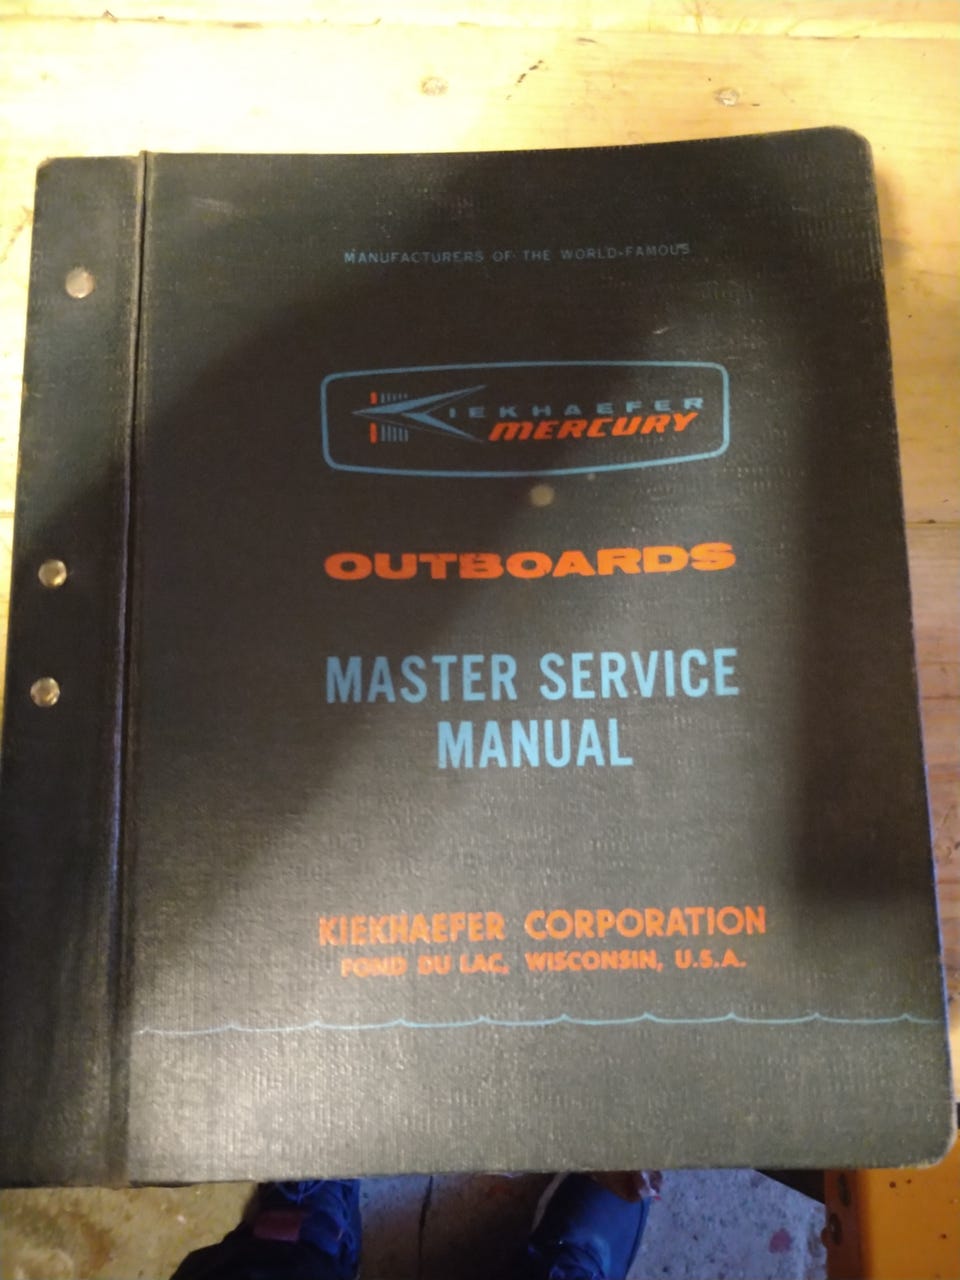 MANUFACTURERS OF THE WORLD-FAMOUS
KIEKHAEFER
MERCURY
OUTBOARDS
MASTER SERVICE
MANUAL
KIEKHAEFER CORPORATION
FOND DU LAC, WISCONSIN, U.S.A.